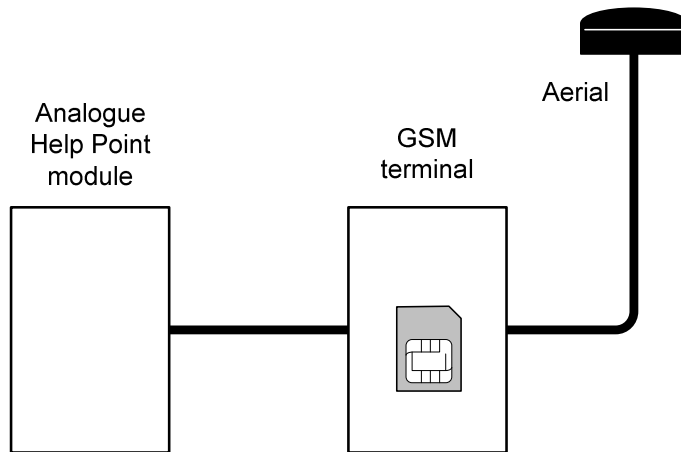 Aerial
Analogue
Help Point
module
GSM
terminal